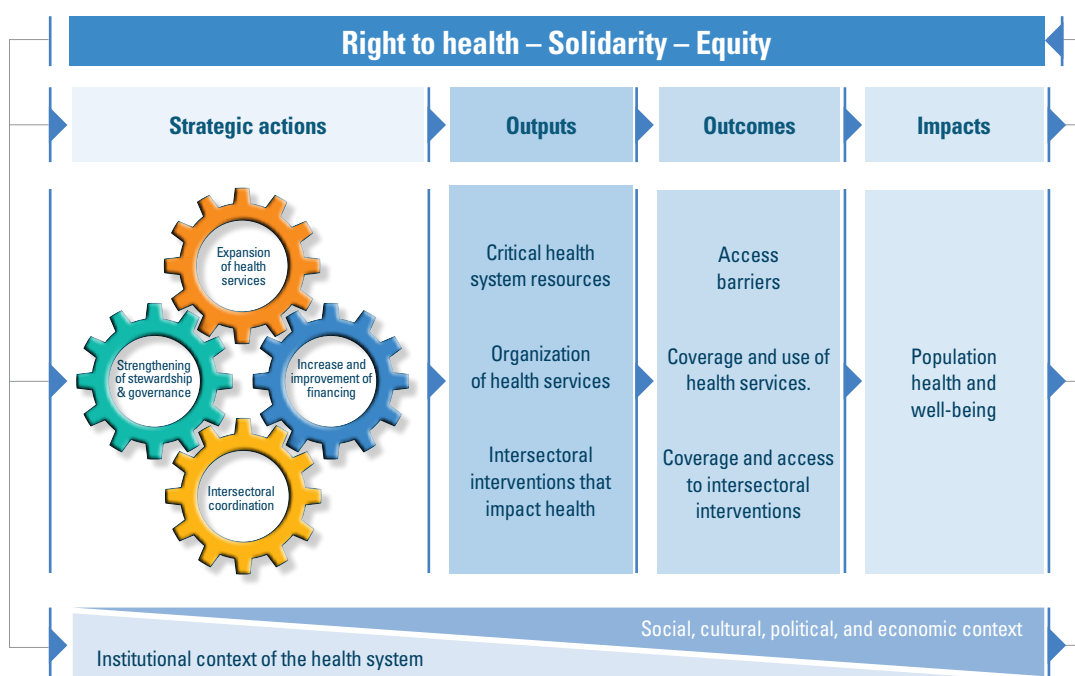 Right to health – Solidarity – Equity
Strategic actions
Outputs
Outcomes
Impacts
Expansion
of health
services
Strengthening
of stewardship
& governance
Increase and
improvement of
financing
Intersectoral
coordination
Critical health
system resources
Organization
of health services
Intersectoral
interventions that
impact health
Access
barriers
Coverage and use of
health services.
Coverage and access
to intersectoral
interventions
Population
health and
well-being
Social, cultural, political, and economic context
Institutional context of the health system